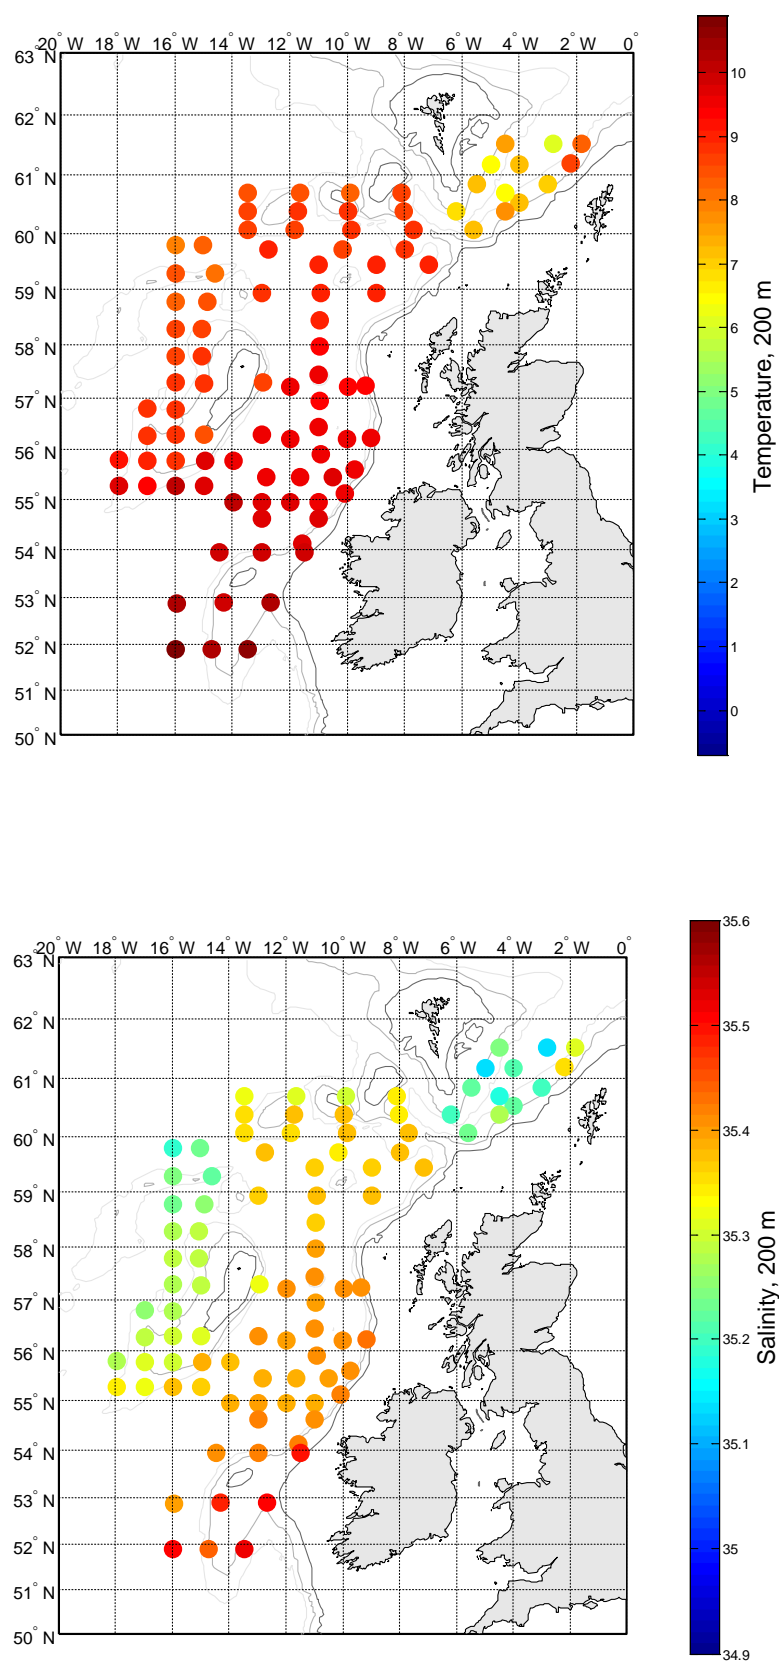 20° W 18° W 16° W 14° W 12° W 10° W 8° W 6° W 4° W 2° W 0°
63° N
62° N
61° N
60° N
59° N
58° N
57° N
56° N
55° N
54° N
53° N
52° N
51° N
50° N
10
9
8
7
6
5
4
3
2
1
0
Temperature, 200 m
20° W 18° W 16° W 14° W 12° W 10° W 8° W 6° W 4° W 2° W 0°
63° N
62° N
61° N
60° N
59° N
58° N
57° N
56° N
55° N
54° N
53° N
52° N
51° N
50° N
35.6
35.5
35.4
35.3
35.2
35.1
35
34.9
Salinity, 200 m